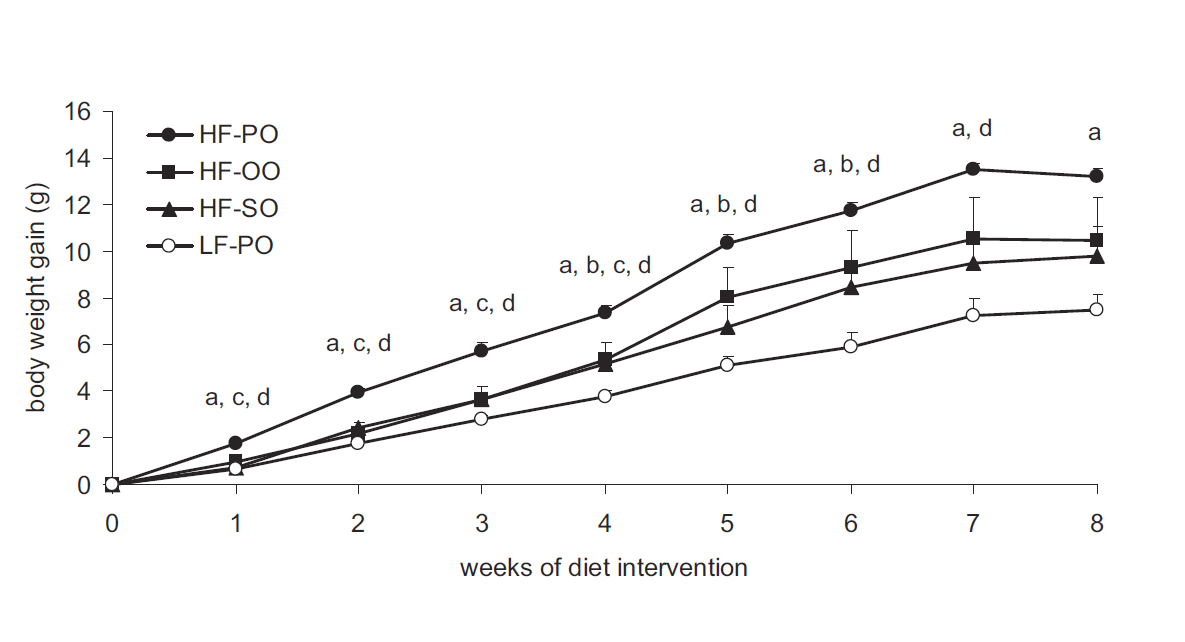 16
14
12
10
8
6
4
2
0
body weight gain (g)
HF-PO
HF-OO
HF-SO
LF-PO
a, c, d
a, c, d
a, c, d
a, b, c, d
a, b, d
a, b, d
a, d
a
0 1 2 3 4 5 6 7 8
weeks of diet intervention